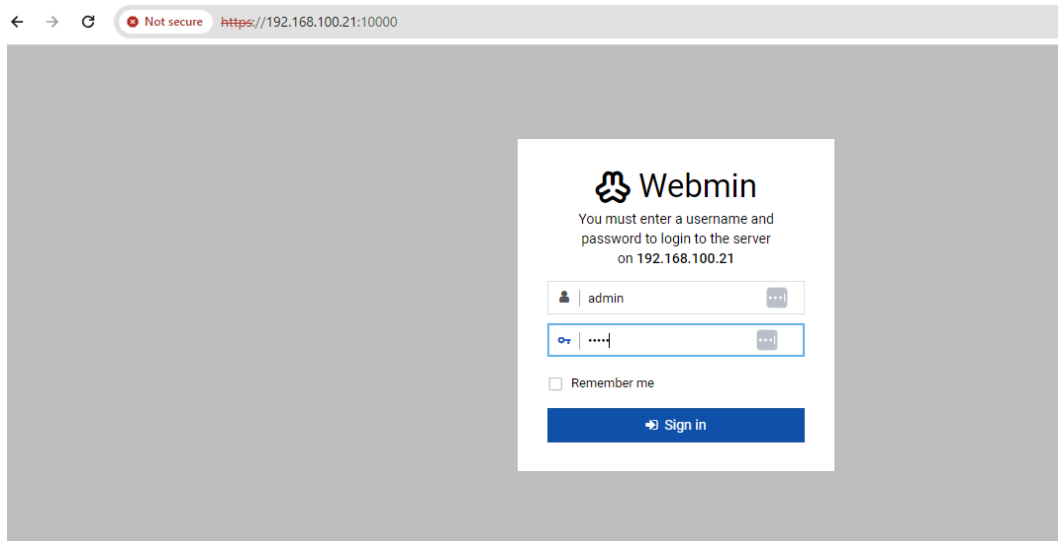 Not secure https://192.168.100.21:10000
Webmin
You must enter a username and
password to login to the server
on 192.168.100.21
admin
•••••
Remember me
Sign in